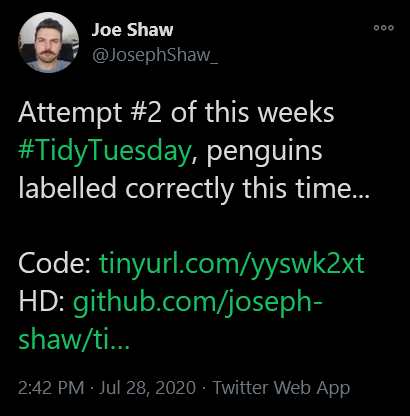 Joe Shaw
@JosephShaw_
Attempt #2 of this weeks
#TidyTuesday, penguins
labelled correctly this time...
Code: tinyurl.com/yyswk2xt
HD: github.com/joseph-
shaw/ti...
2:42 PM · Jul 28, 2020 · Twitter Web App